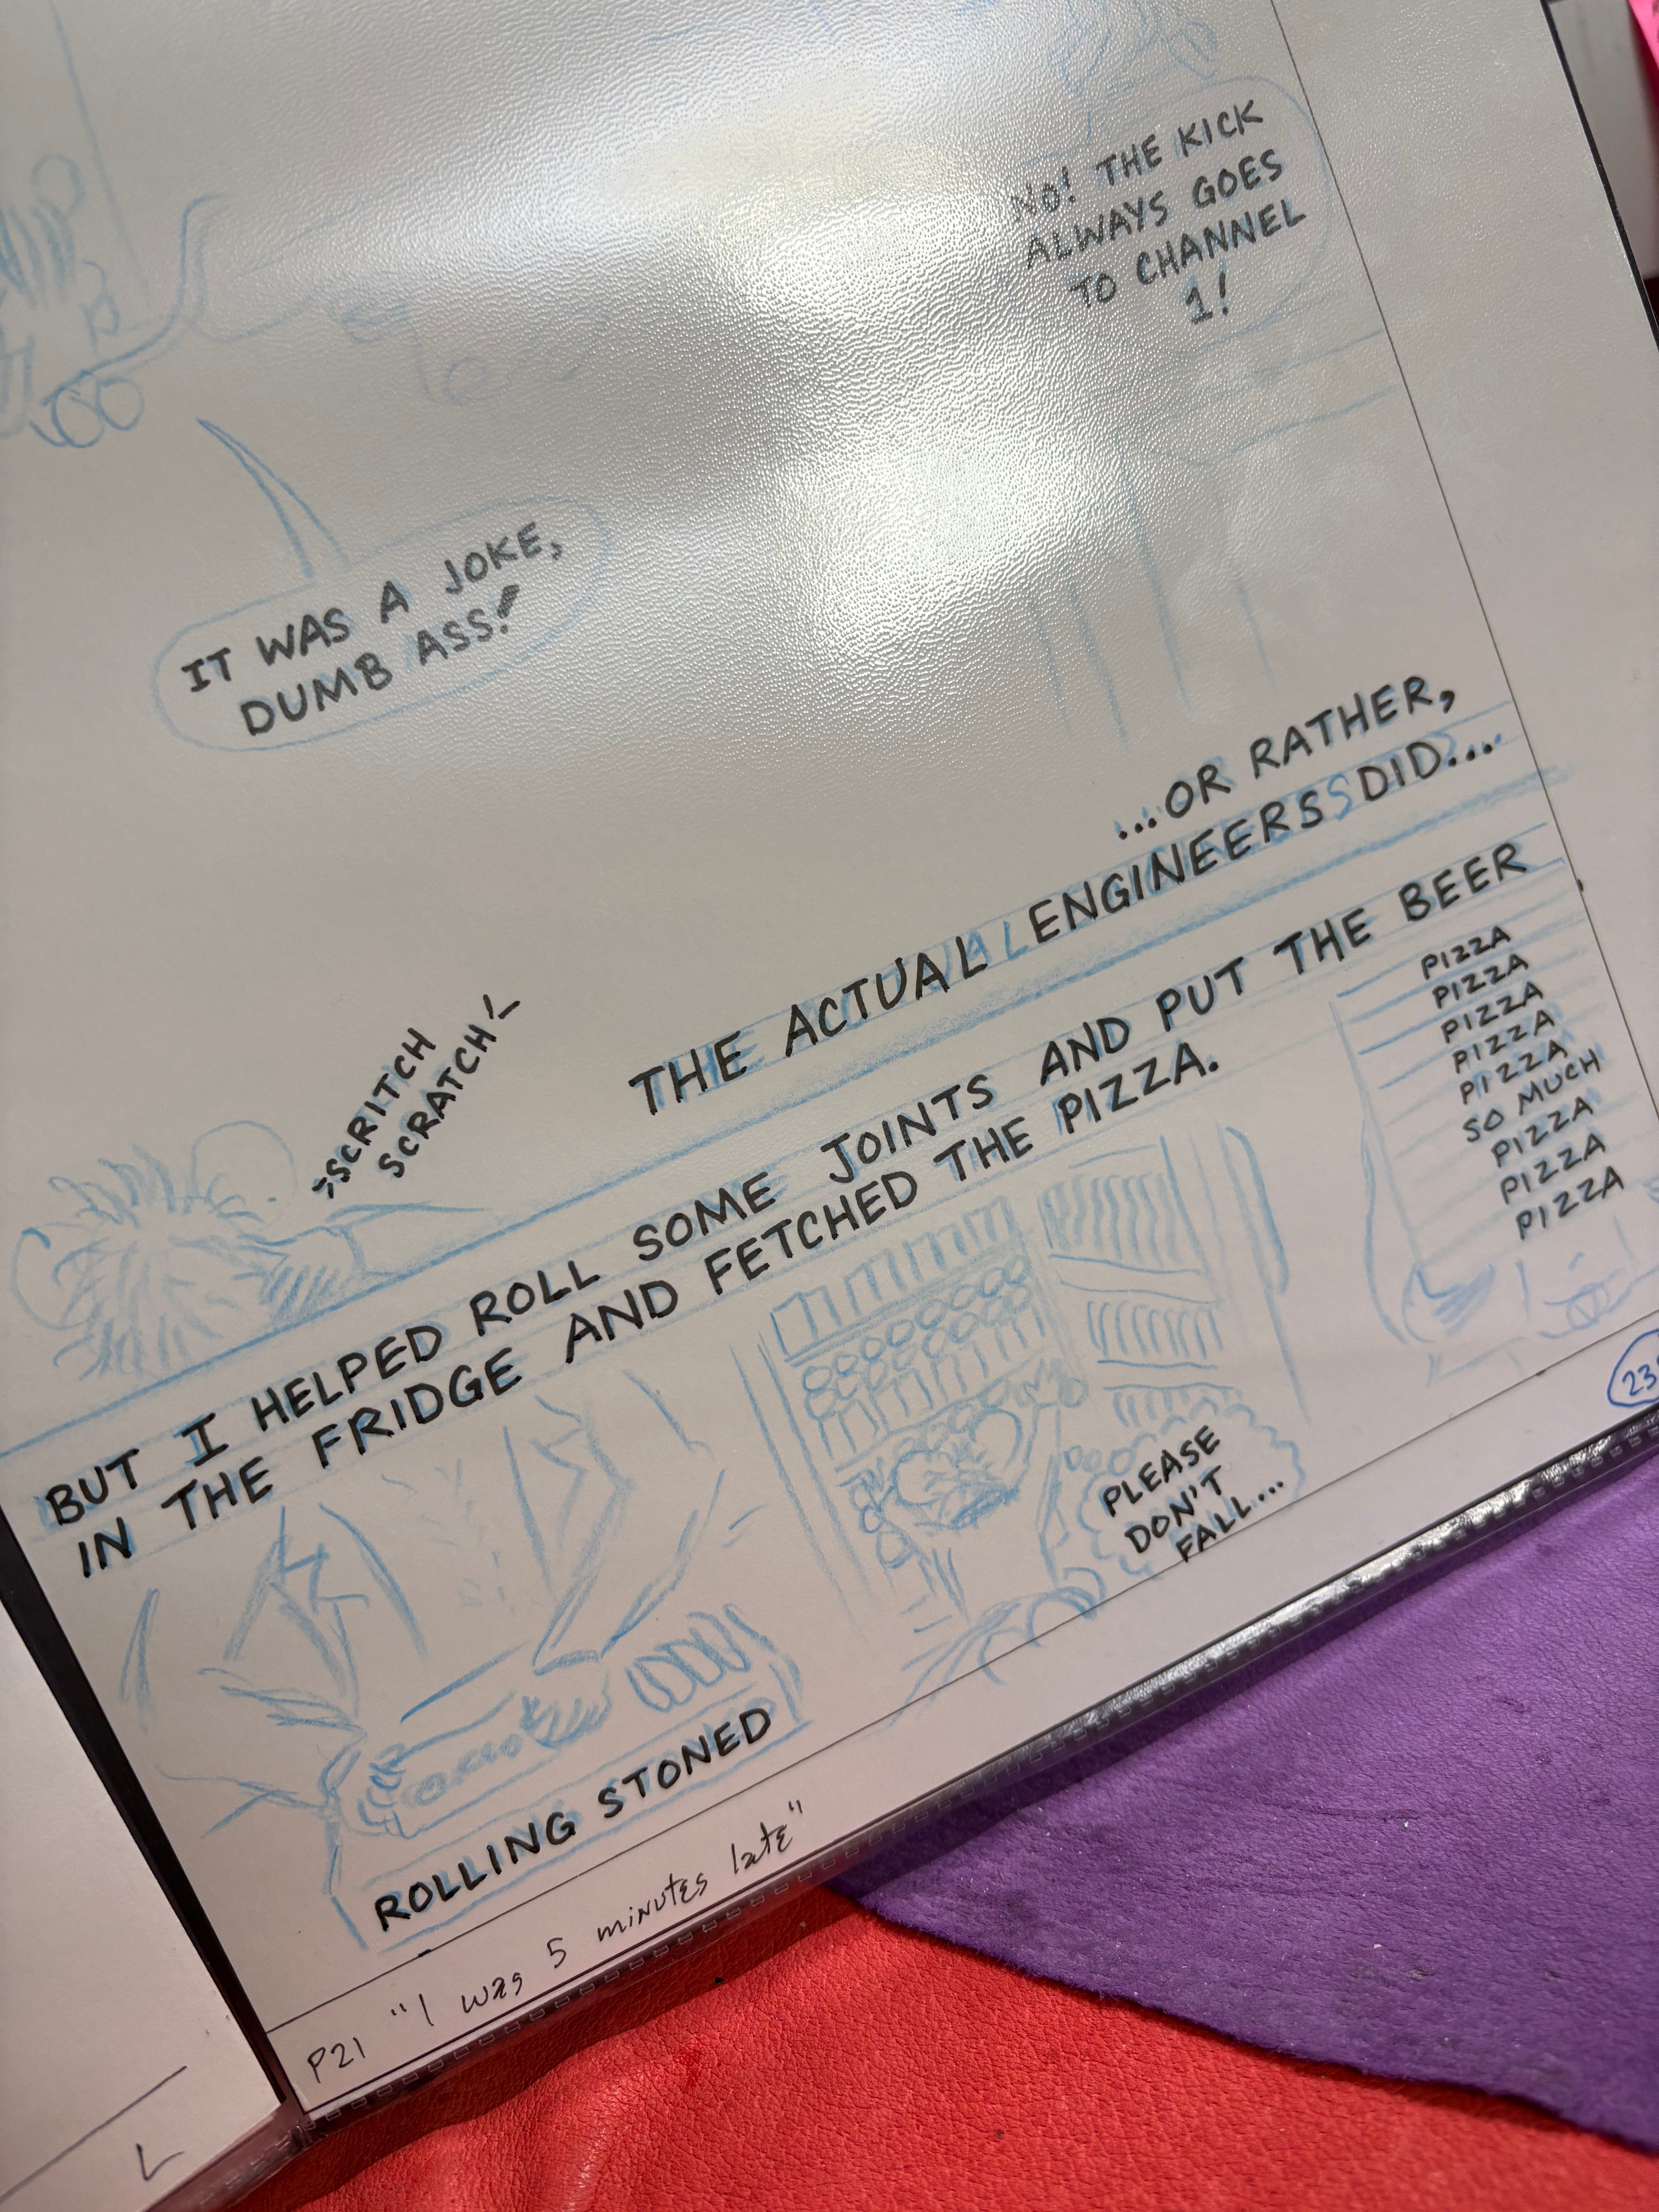 NO! THE KICK
ALWAYS GOES
TO CHANNEL
1!
IT WAS A JOKE,
DUMB ASS!
...OR RATHER,
THE ACTUAL ENGINEERS DID...
SCRITCH
SCRATCH
BUT I HELPED ROLL SOME JOINTS AND PUT THE BEER
IN THE FRIDGE AND FETCHED THE PIZZA.
PIZZA
PIZZA
PIZZA
PIZZA
PIZZA
SO MUCH
PIZZA
PIZZA
PIZZA
PLEASE
DON'T
FALL...
ROLLING STONED
P21 "I was 5 minutes late"
L